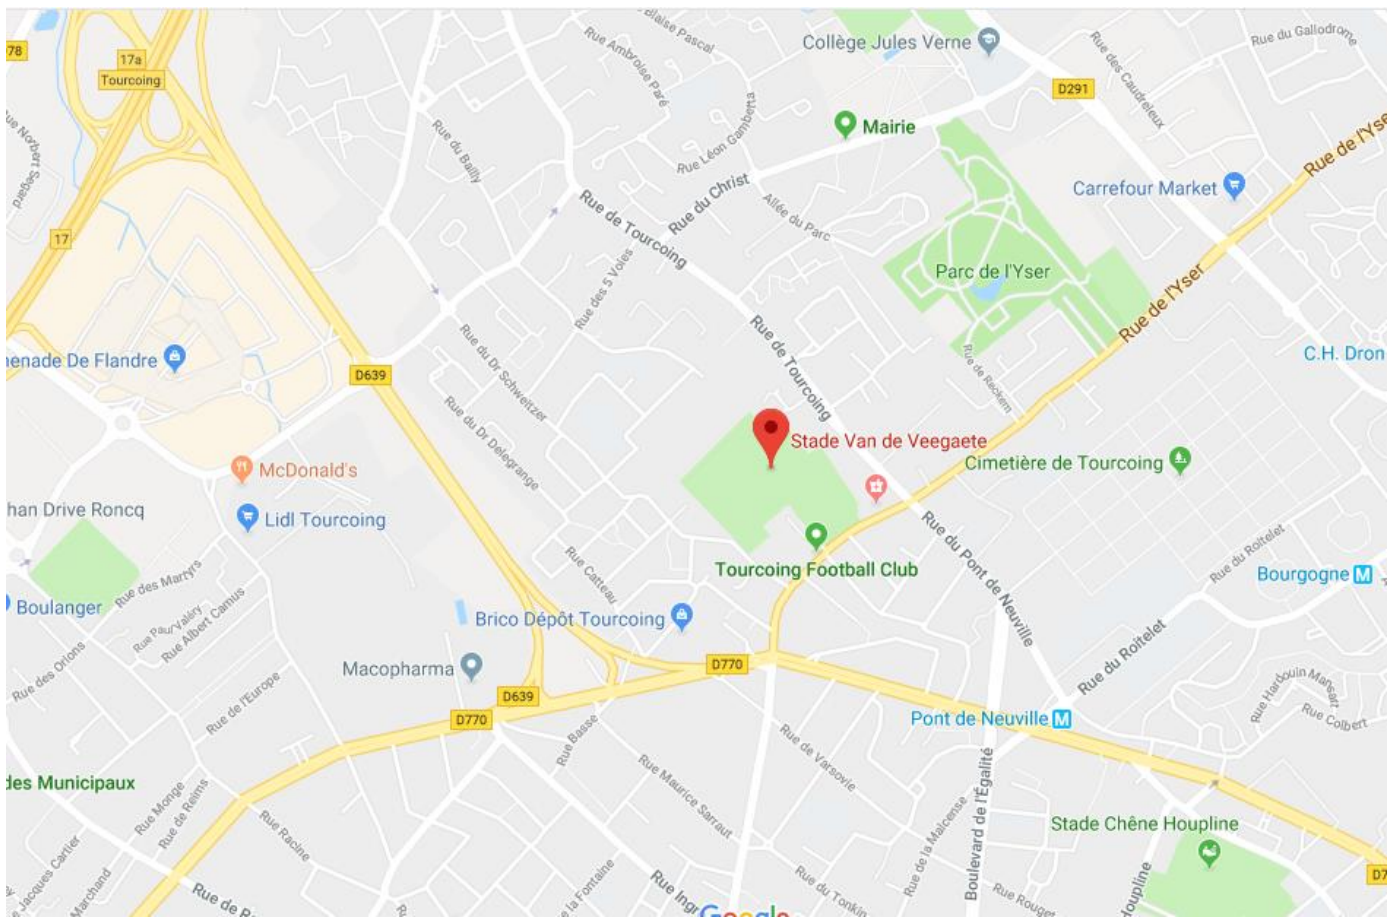 78
17a
Tourcoing
Rue Norbert Segard
17
Blaise Pascal
Rue Ambroise Paré
Collège Jules Verne
Rue du Gallodrome
Rue des Caudreleux
D291
Mairie
Rue Léon Gambetta
Rue du Bailly
Rue du Christ
Allée du Parc
Rue de Tourcoing
Rue des 5 Voies
Carrefour Market
Rue de l'Yser
Parc de l'Yser
Rue de l'Yser
enade De Flandre
D639
Rue du Dr Schweitzer
Rue de Tourcoing
Rue de Reckem
C.H. Dron
Rue du Dr Delegrange
Stade Van de Veegaete
Cimetière de Tourcoing
McDonald's
han Drive Roncq
Lidl Tourcoing
Rue du Pont de Neuville
Rue du Roitelet
Bourgogne M
Rue des Martyrs
Rue Catteau
Tourcoing Football Club
Boulanger
Rue Paul Valéry
Rue Albert Camus
Brico Dépôt Tourcoing
Rue des Orions
Macopharma
D770
Rue du Roitelet
Rue Hardouin Mansart
Rue Colbert
D639
Rue de l'Europe
D770
Pont de Neuville M
Rue Basse
Rue de Varsovie
des Municipaux
Rue Monge
Rue de Reims
Rue Maurice Sarraut
Boulevard de l'Égalité
Rue de la Malcense
Stade Chêne Houpline
Rue Racine
Jacques Cartier
Marchand
la Fontaine
Rue Ingr
Rue du Tonkin
Rue Rouget
Houpline
D7
Rue de R
Google